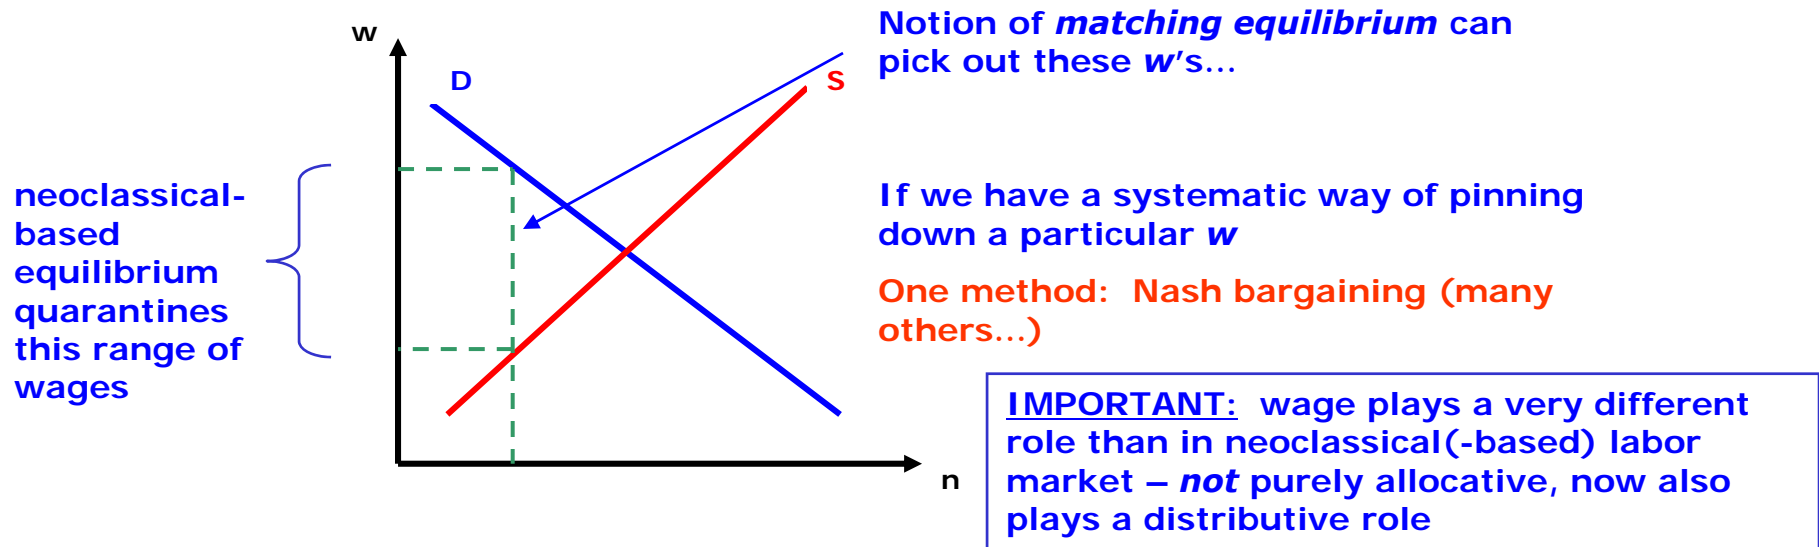 w
D
S
n
neoclassical-
based
equilibrium
quarantines
this range of
wages
Notion of matching equilibrium can
pick out these w's...
If we have a systematic way of pinning
down a particular w
One method: Nash bargaining (many
others...)
IMPORTANT: wage plays a very different
role than in neoclassical(-based) labor
market – not purely allocative, now also
plays a distributive role